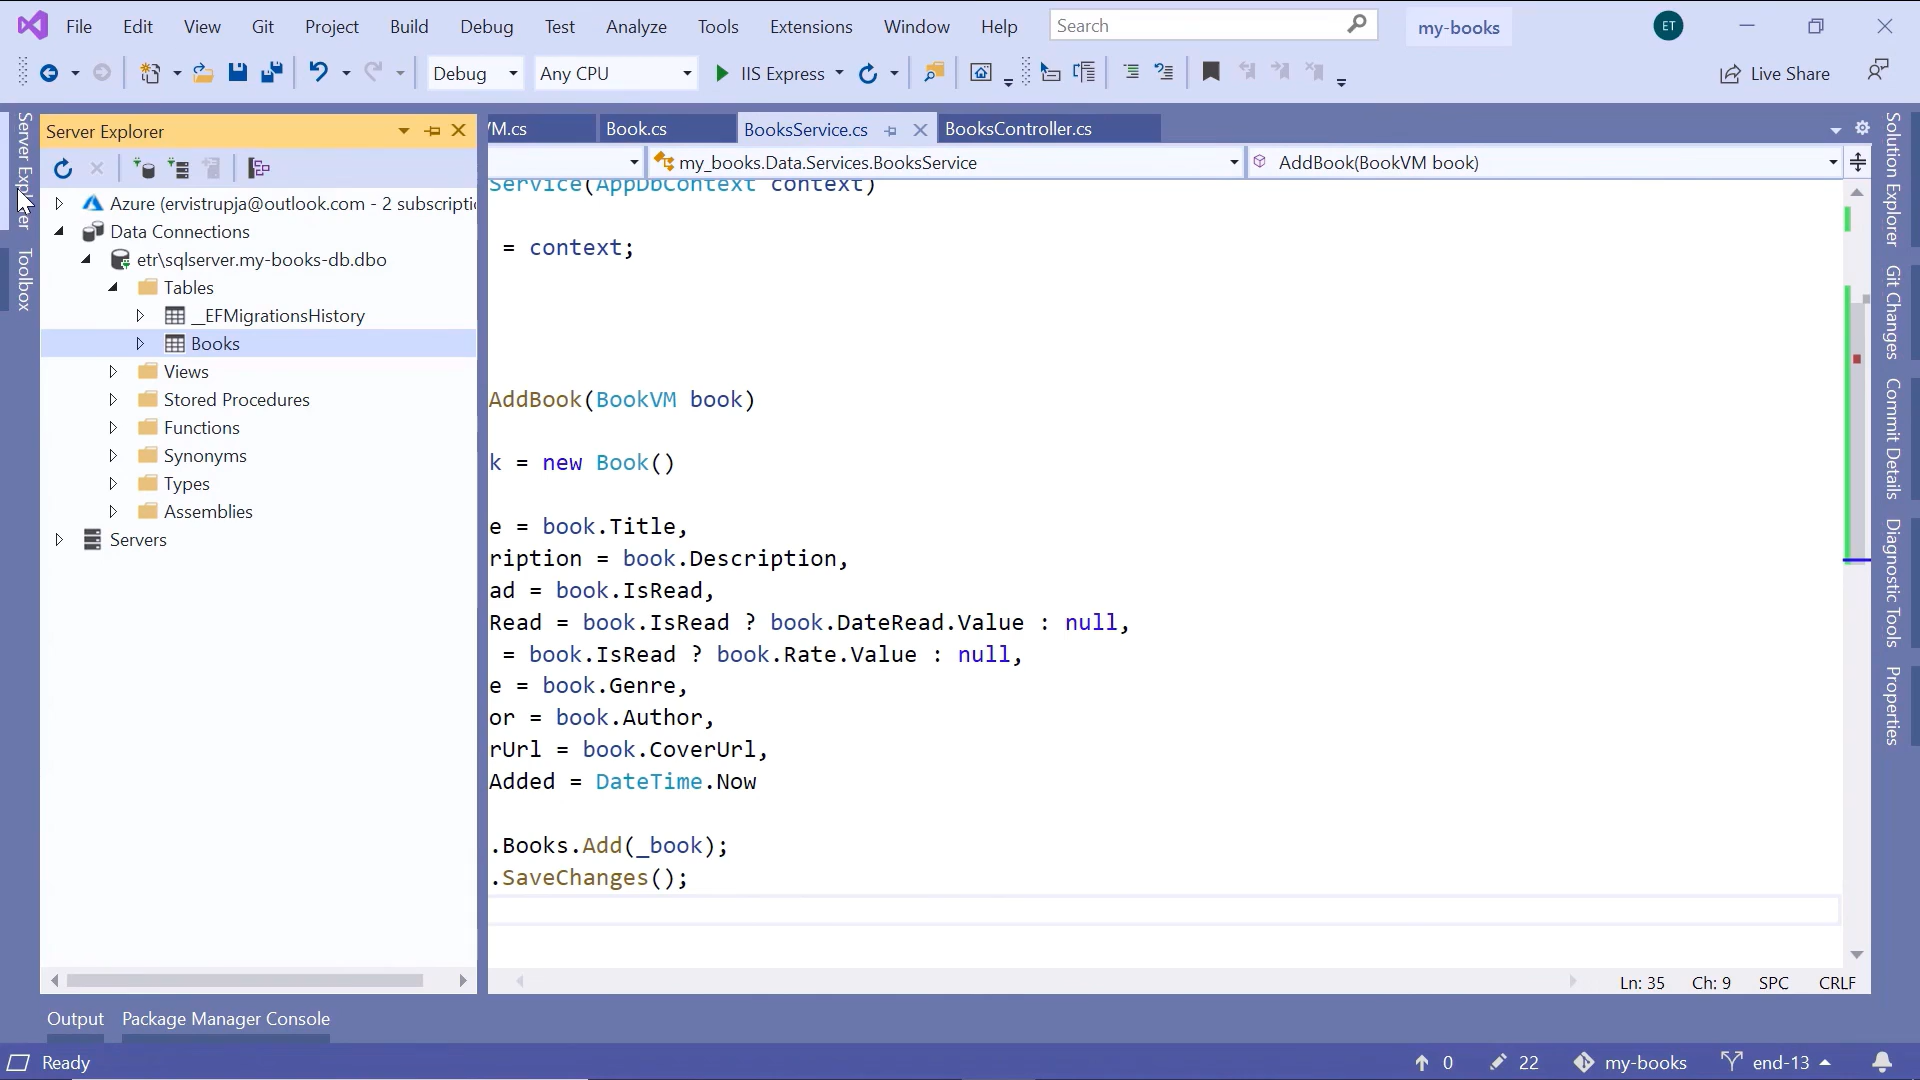 File Edit View Git Project Build Debug Test Analyze Tools Extensions Window Help Search my-books ET
Debug Any CPU IIS Express Live Share
Server Explorer
Toolbox
Server Explorer
Azure (ervistrupja@outlook.com - 2 subscriptio
Data Connections
etr\sqlserver.my-books-db.dbo
Tables
__EFMigrationsHistory
Books
Views
Stored Procedures
Functions
Synonyms
Types
Assemblies
Servers
VM.cs Book.cs BooksService.cs BooksController.cs
my_books.Data.Services.BooksService AddBook(BookVM book)
Service(AppDbContext context)
= context;
AddBook(BookVM book)
k = new Book()
e = book.Title,
ription = book.Description,
ad = book.IsRead,
Read = book.IsRead ? book.DateRead.Value : null,
= book.IsRead ? book.Rate.Value : null,
e = book.Genre,
or = book.Author,
rUrl = book.CoverUrl,
Added = DateTime.Now
.Books.Add(_book);
.SaveChanges();
Ln: 35 Ch: 9 SPC CRLF
Solution Explorer
Git Changes
Commit Details
Diagnostic Tools
Properties
Output Package Manager Console
Ready 0 22 my-books end-13